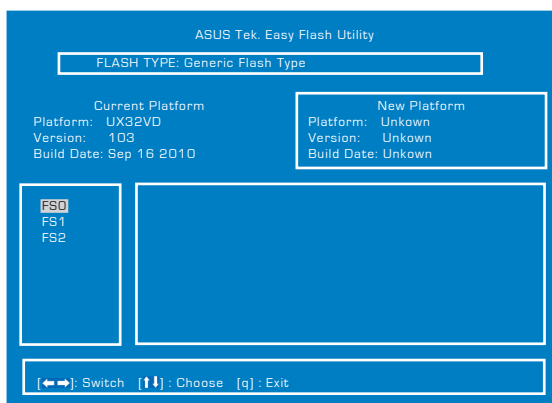 ASUS Tek. Easy Flash Utility
FLASH TYPE: Generic Flash Type
Current Platform
Platform: UX32VD
Version: 103
Build Date: Sep 16 2010
New Platform
Platform: Unkown
Version: Unkown
Build Date: Unkown
FS0
FS1
FS2
[←→]: Switch [↑↓] : Choose [q] : Exit